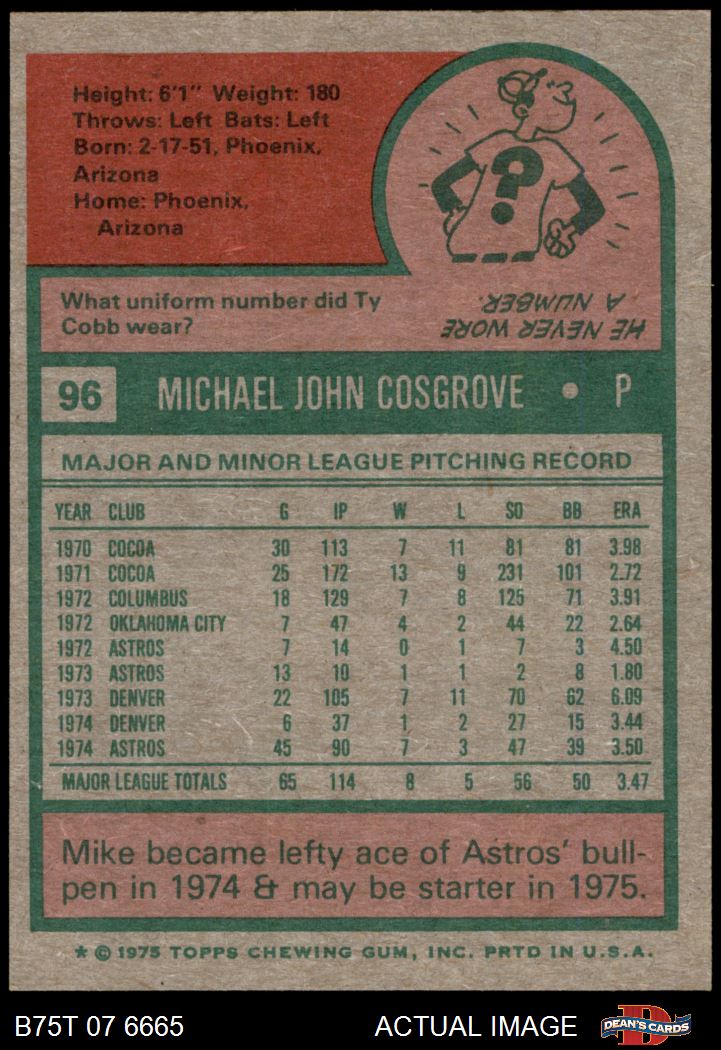 Height: 6'1" Weight: 180
Throws: Left Bats: Left
Born: 2-17-51, Phoenix,
Arizona
Home: Phoenix,
Arizona
?
What uniform number did Ty
Cobb wear?
HE NEVER WORE
A NUMBER.
96 MICHAEL JOHN COSGROVE • P
MAJOR AND MINOR LEAGUE PITCHING RECORD
YEAR CLUB G IP W L SO BB ERA
1970 COCOA 30 113 7 11 81 81 3.98
1971 COCOA 25 172 13 9 231 101 2.72
1972 COLUMBUS 18 129 7 8 125 71 3.91
1972 OKLAHOMA CITY 7 47 4 2 44 22 2.64
1972 ASTROS 7 14 0 1 7 3 4.50
1973 ASTROS 13 10 1 1 2 8 1.80
1973 DENVER 22 105 7 11 70 62 6.09
1974 DENVER 6 37 1 2 27 15 3.44
1974 ASTROS 45 90 7 3 47 39 3.50
MAJOR LEAGUE TOTALS 65 114 8 5 56 50 3.47
Mike became lefty ace of Astros' bull-
pen in 1974 & may be starter in 1975.
* © 1975 TOPPS CHEWING GUM, INC. PRTD IN U.S.A.
B75T 07 6665 ACTUAL IMAGE D DEAN'S CARDS